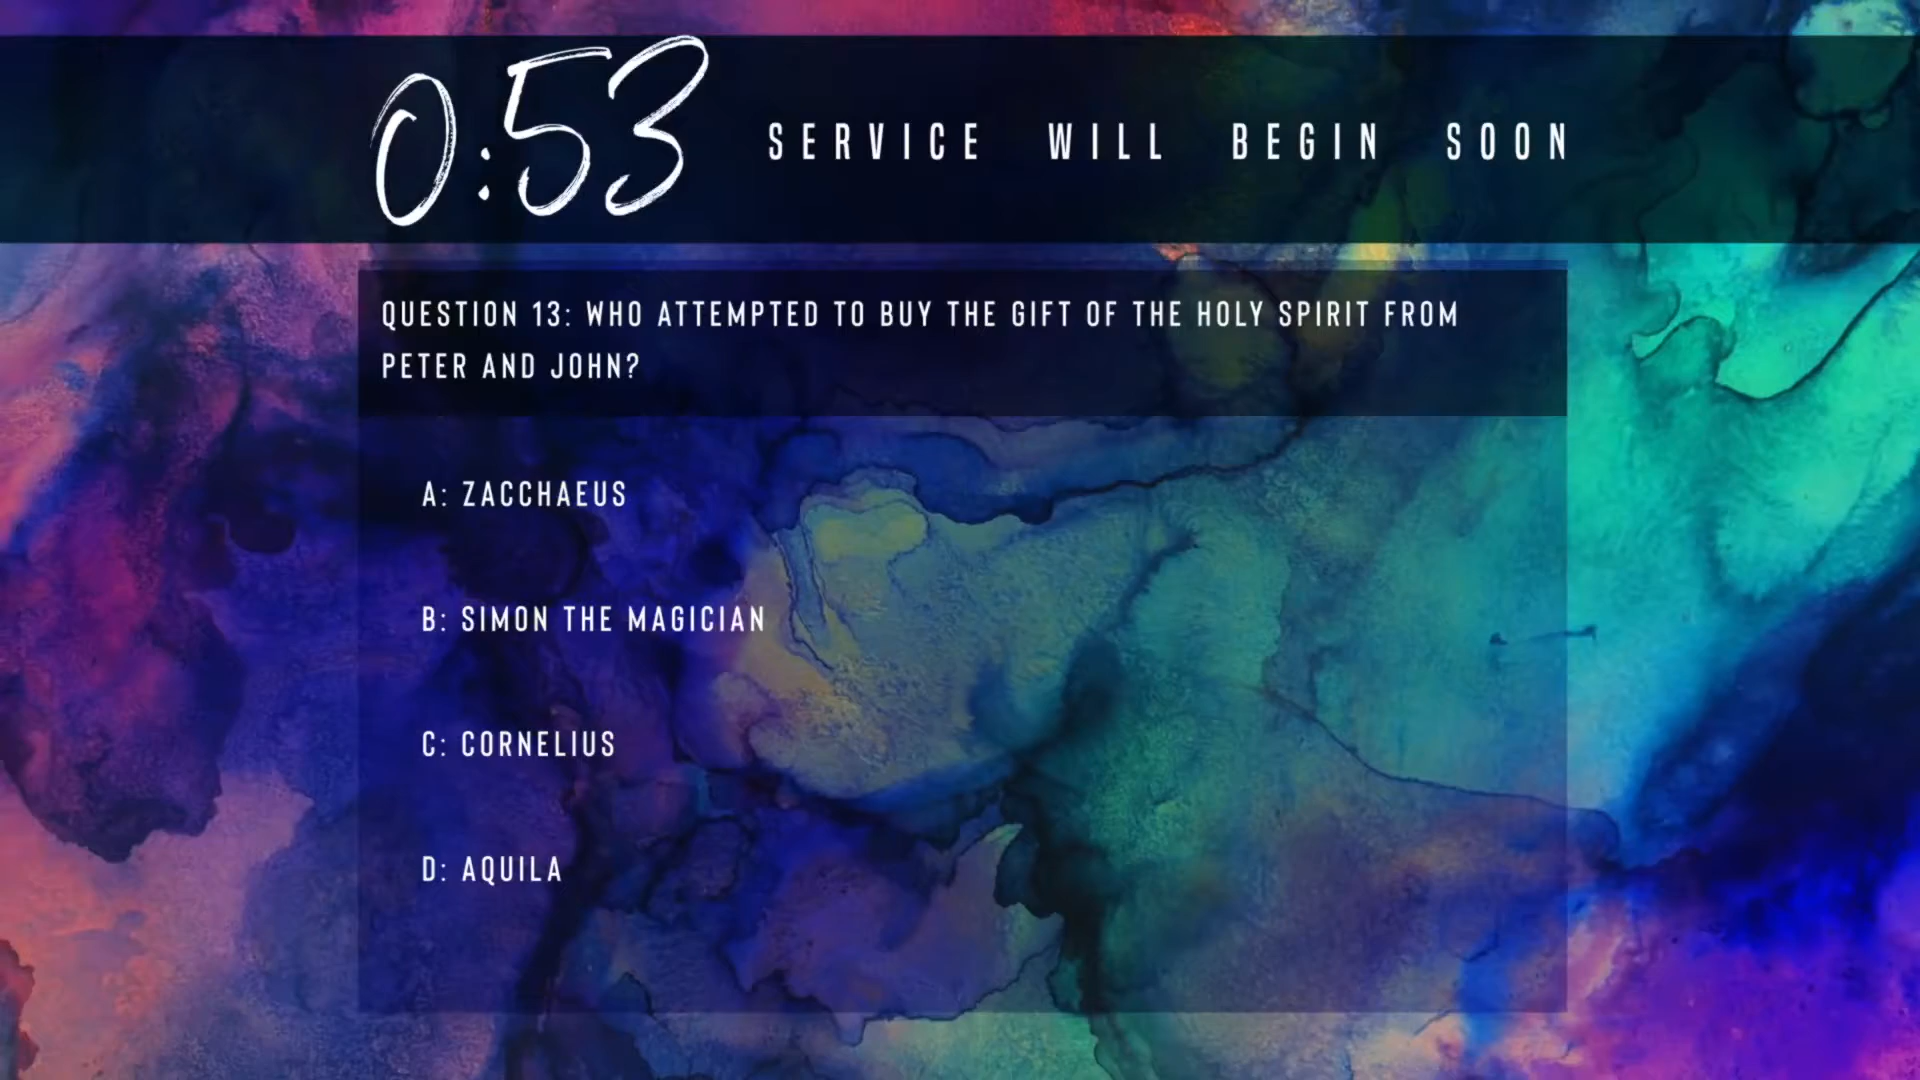 0:53 SERVICE WILL BEGIN SOON
QUESTION 13: WHO ATTEMPTED TO BUY THE GIFT OF THE HOLY SPIRIT FROM
PETER AND JOHN?
A: ZACCHAEUS
B: SIMON THE MAGICIAN
C: CORNELIUS
D: AQUILA